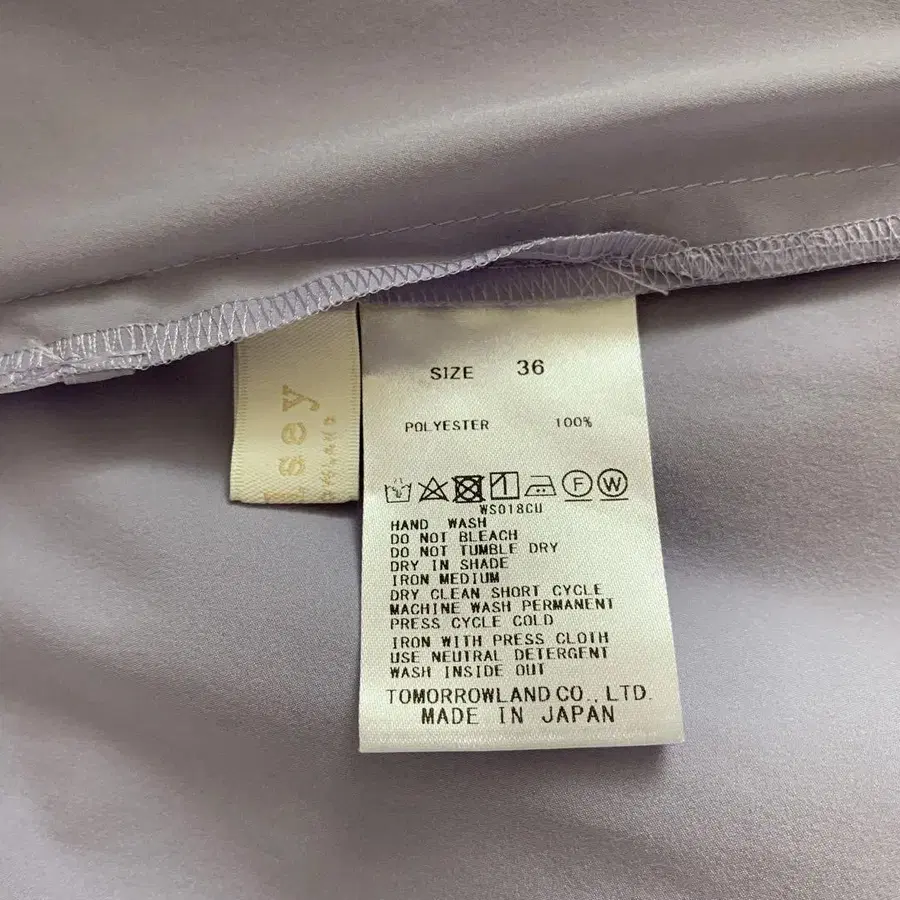 SIZE 36
POLYESTER 100%
F W
WS018CU
HAND WASH
DO NOT BLEACH
DO NOT TUMBLE DRY
DRY IN SHADE
IRON MEDIUM
DRY CLEAN SHORT CYCLE
MACHINE WASH PERMANENT
PRESS CYCLE COLD
IRON WITH PRESS CLOTH
USE NEUTRAL DETERGENT
WASH INSIDE OUT
TOMORROWLAND CO., LTD.
MADE IN JAPAN
sey